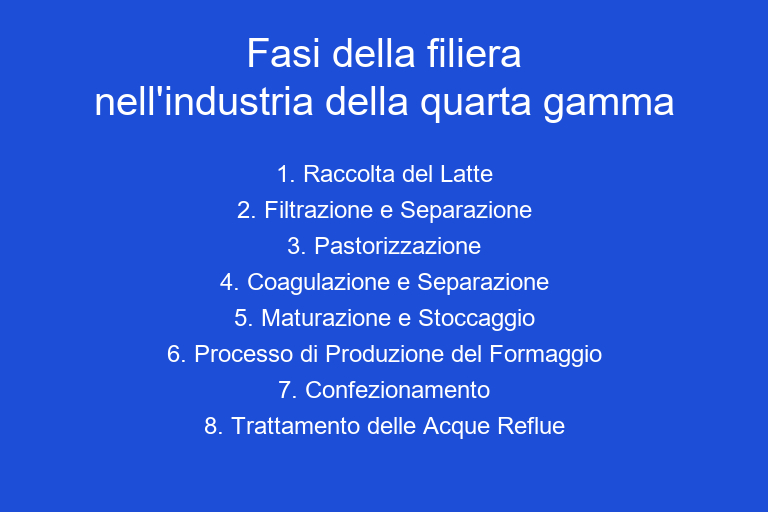 Fasi della filiera
nell'industria della quarta gamma
1. Raccolta del Latte
2. Filtrazione e Separazione
3. Pastorizzazione
4. Coagulazione e Separazione
5. Maturazione e Stoccaggio
6. Processo di Produzione del Formaggio
7. Confezionamento
8. Trattamento delle Acque Reflue